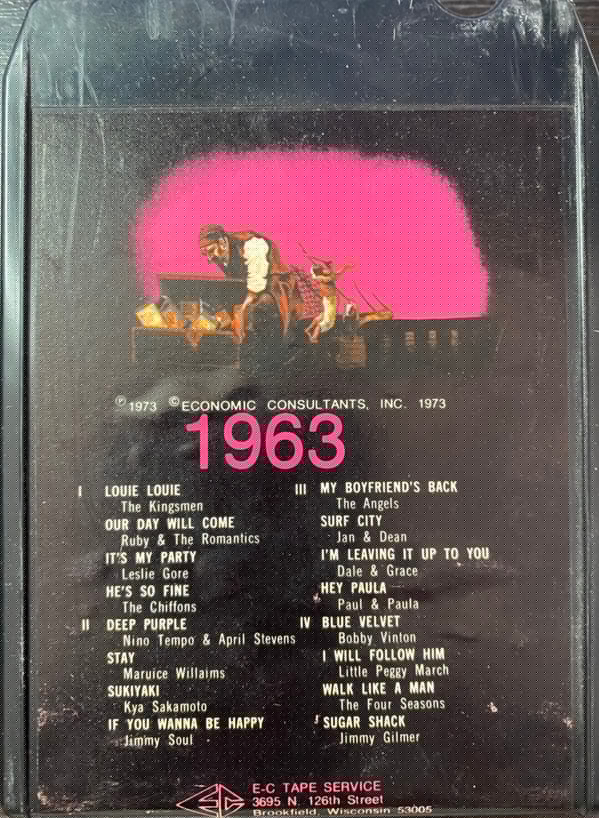 ℗1973 ©ECONOMIC CONSULTANTS, INC. 1973
1963
I LOUIE LOUIE
The Kingsmen
OUR DAY WILL COME
Ruby & The Romantics
IT'S MY PARTY
Leslie Gore
HE'S SO FINE
The Chiffons
II DEEP PURPLE
Nino Tempo & April Stevens
STAY
Maruice Willaims
SUKIYAKI
Kya Sakamoto
IF YOU WANNA BE HAPPY
Jimmy Soul
III MY BOYFRIEND'S BACK
The Angels
SURF CITY
Jan & Dean
I'M LEAVING IT UP TO YOU
Dale & Grace
HEY PAULA
Paul & Paula
IV BLUE VELVET
Bobby Vinton
I WILL FOLLOW HIM
Little Peggy March
WALK LIKE A MAN
The Four Seasons
SUGAR SHACK
Jimmy Gilmer
EC
E-C TAPE SERVICE
3695 N. 126th Street
Brookfield, Wisconsin 53005